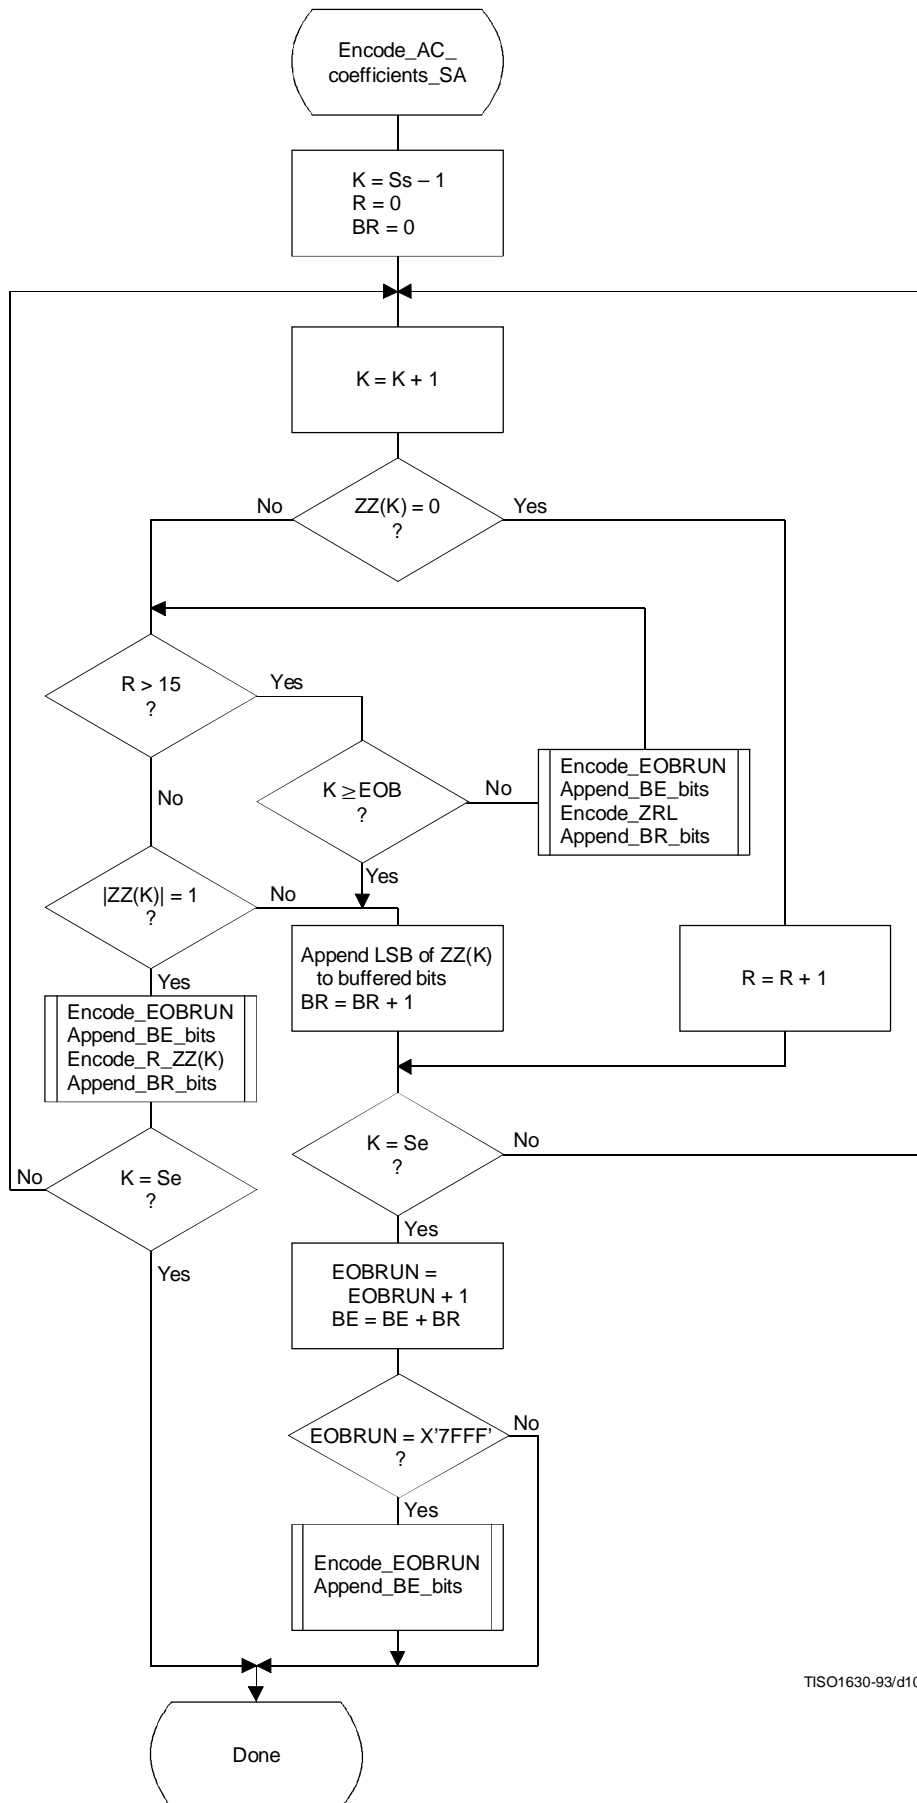 Encode_AC_
coefficients_SA
K = Ss – 1
R = 0
BR = 0
K = K + 1
No
ZZ(K) = 0
?
Yes
R > 15
?
Yes
No
K ≥EOB
?
No
Yes
Encode_EOBRUN
Append_BE_bits
Encode_ZRL
Append_BR_bits
|ZZ(K)| = 1
?
No
Yes
Append LSB of ZZ(K)
to buffered bits
BR = BR + 1
R = R + 1
Encode_EOBRUN
Append_BE_bits
Encode_R_ZZ(K)
Append_BR_bits
K = Se
?
No
Yes
No
K = Se
?
Yes
EOBRUN =
EOBRUN + 1
BE = BE + BR
EOBRUN = X'7FFF'
?
No
Yes
Encode_EOBRUN
Append_BE_bits
TISO1630-93/d10
Done